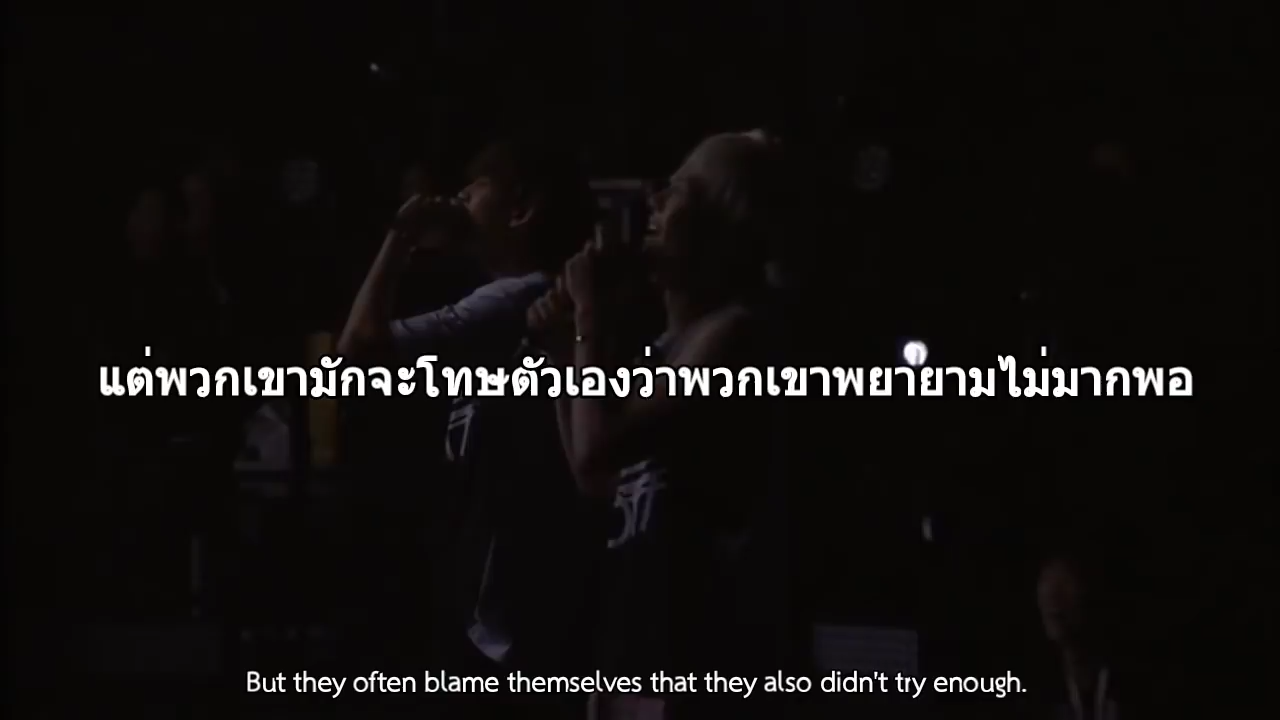 แต่พวกเขามักจะโทษตัวเองว่าพวกเขาพยายามไม่มากพอ
But they often blame themselves that they also didn't try enough.